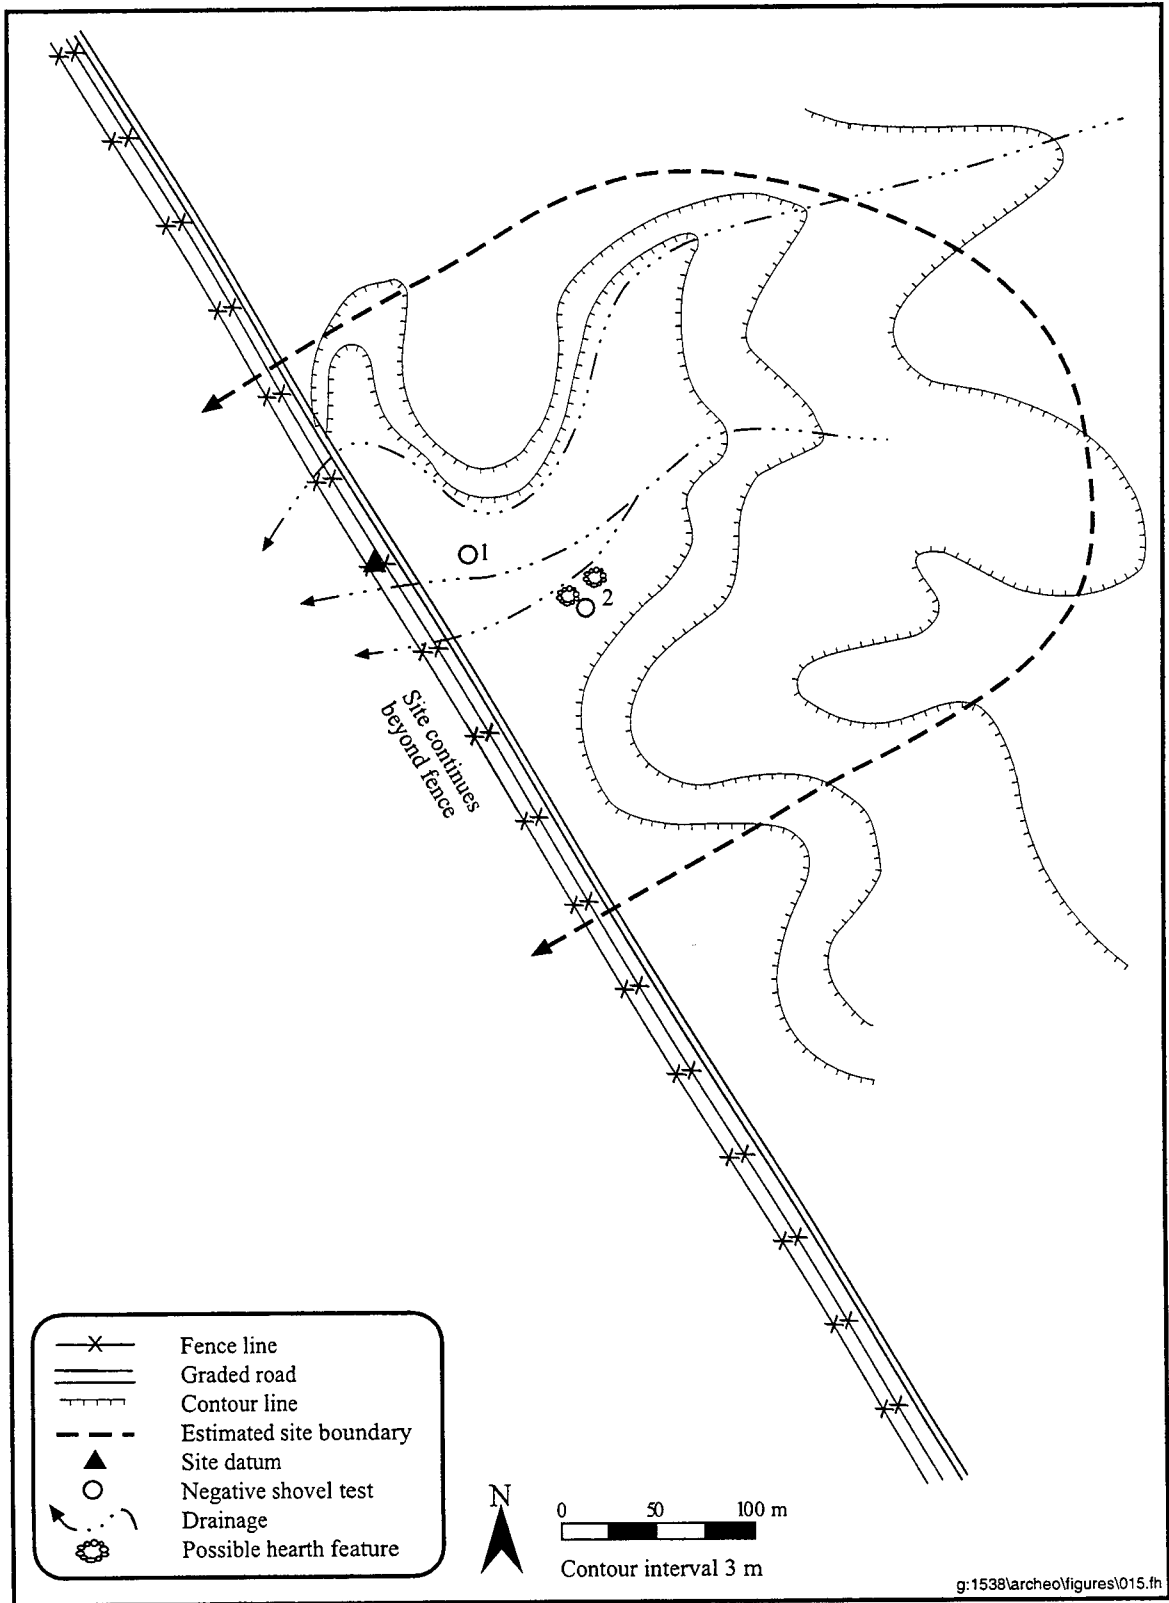 1
2
Site continues
beyond fence
Fence line
Graded road
Contour line
Estimated site boundary
Site datum
Negative shovel test
Drainage
Possible hearth feature
N
0 50 100 m
Contour interval 3 m
g:1538\archeo\figures\015.fh